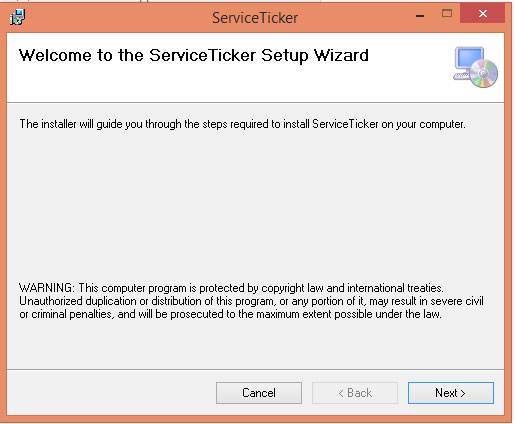 ServiceTicker
Welcome to the ServiceTicker Setup Wizard
The installer will guide you through the steps required to install ServiceTicker on your computer.
WARNING: This computer program is protected by copyright law and international treaties.
Unauthorized duplication or distribution of this program, or any portion of it, may result in severe civil
or criminal penalties, and will be prosecuted to the maximum extent possible under the law.
Cancel
< Back
Next >